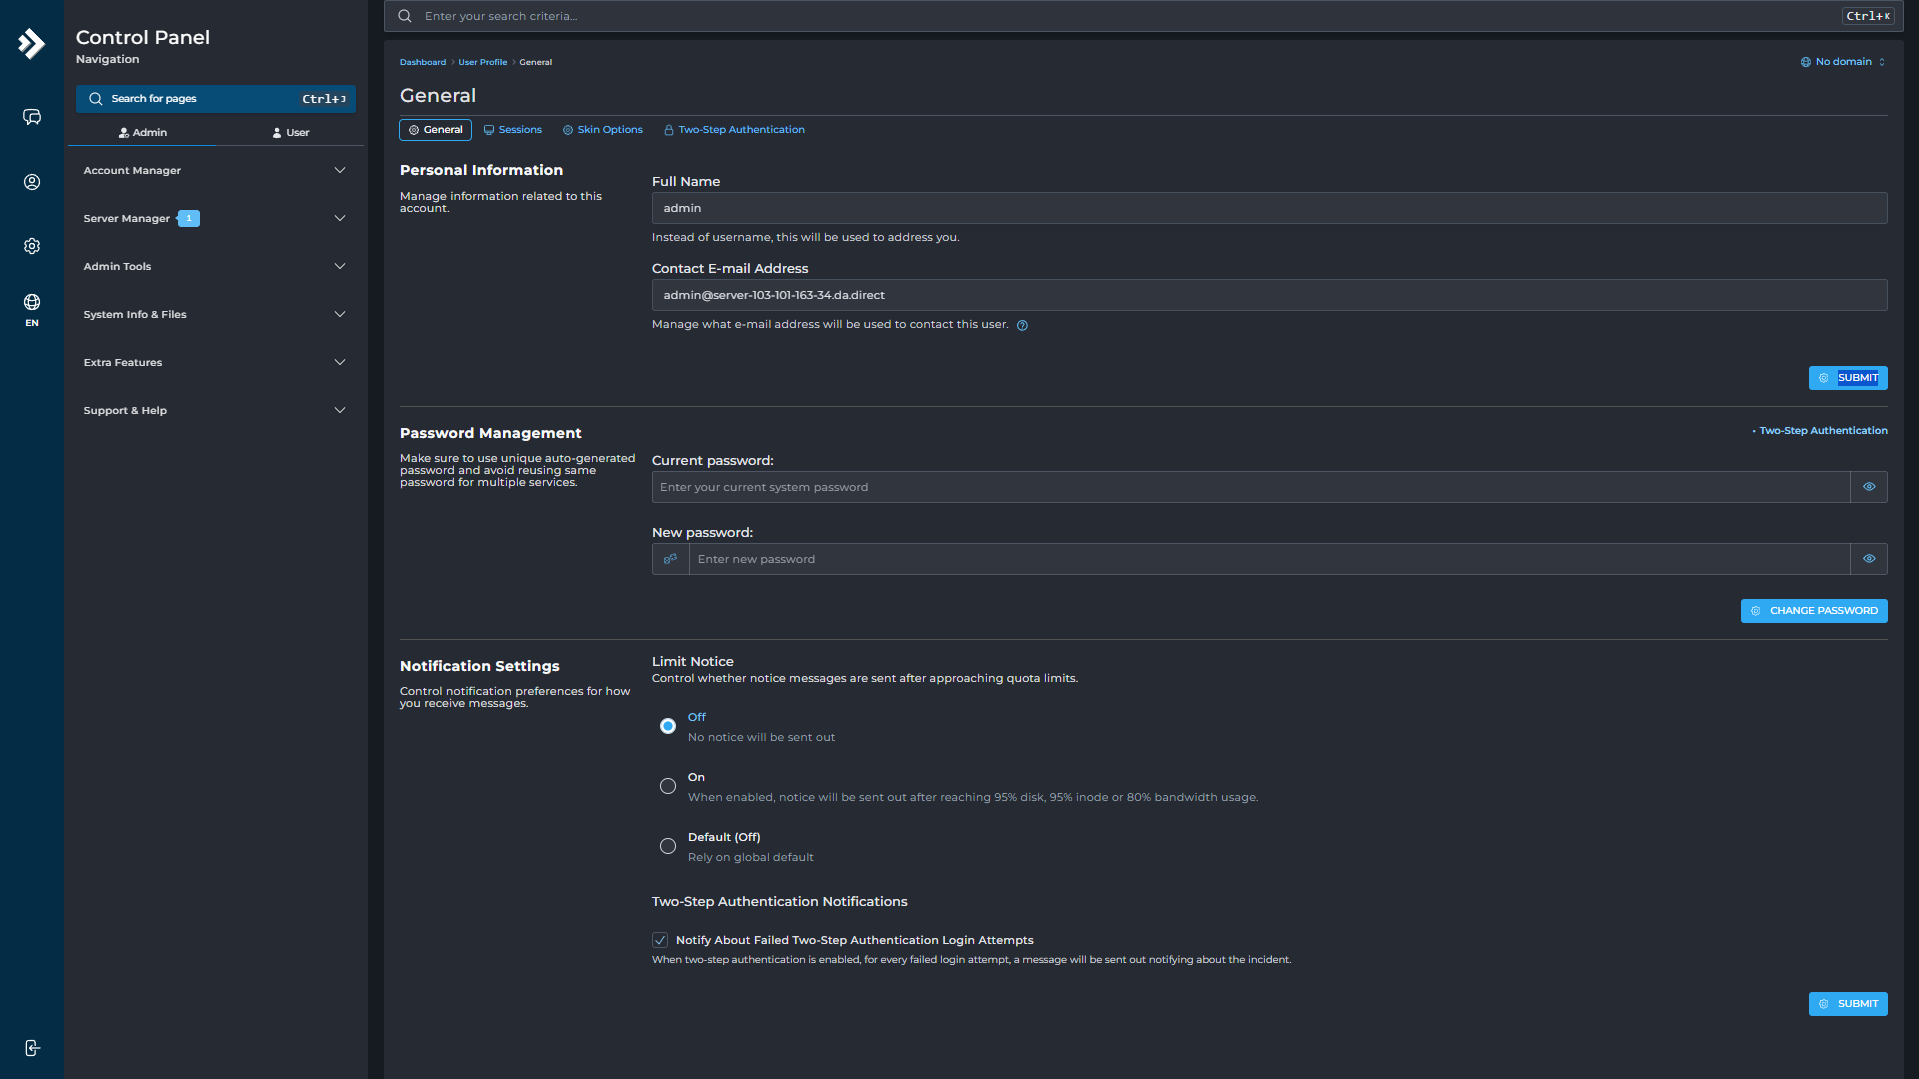 Enter your search criteria...
Ctrl+K
Control Panel
Navigation
Search for pages
Ctrl+J
Admin
User
Account Manager
Server Manager
1
Admin Tools
System Info & Files
Extra Features
Support & Help
EN
Dashboard
User Profile
General
No domain
General
General
Sessions
Skin Options
Two-Step Authentication
Personal Information
Manage information related to this
account.
Full Name
admin
Instead of username, this will be used to address you.
Contact E-mail Address
admin@server-103-101-163-34.da.direct
Manage what e-mail address will be used to contact this user.
SUBMIT
Password Management
Make sure to use unique auto-generated
password and avoid reusing same
password for multiple services.
• Two-Step Authentication
Current password:
Enter your current system password
New password:
Enter new password
CHANGE PASSWORD
Notification Settings
Control notification preferences for how
you receive messages.
Limit Notice
Control whether notice messages are sent after approaching quota limits.
Off
No notice will be sent out
On
When enabled, notice will be sent out after reaching 95% disk, 95% inode or 80% bandwidth usage.
Default (Off)
Rely on global default
Two-Step Authentication Notifications
Notify About Failed Two-Step Authentication Login Attempts
When two-step authentication is enabled, for every failed login attempt, a message will be sent out notifying about the incident.
SUBMIT